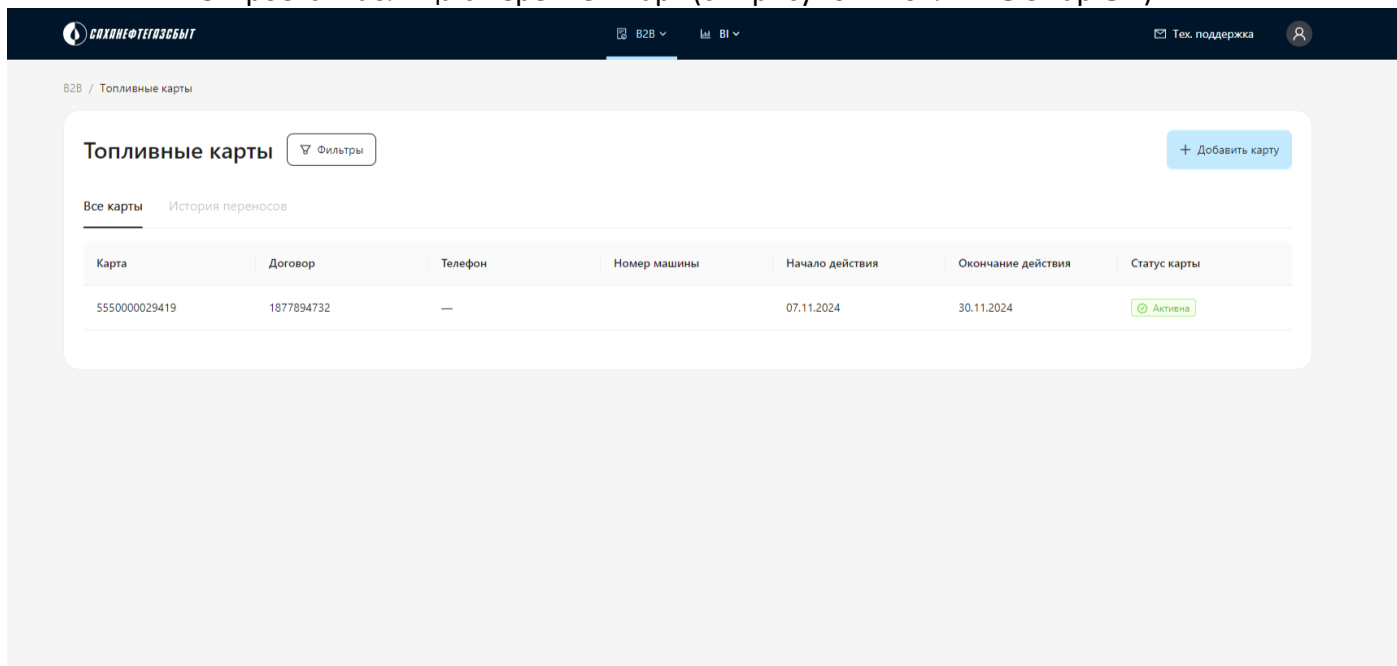 САХАНЕФТЕГАЗСБЫТ B2B BI Тех. поддержка
B2B / Топливные карты
Топливные карты Фильтры + Добавить карту
Все карты История переносов
Карта Договор Телефон Номер машины Начало действия Окончание действия Статус карты
5550000029419 1877894732 — 07.11.2024 30.11.2024 Активна